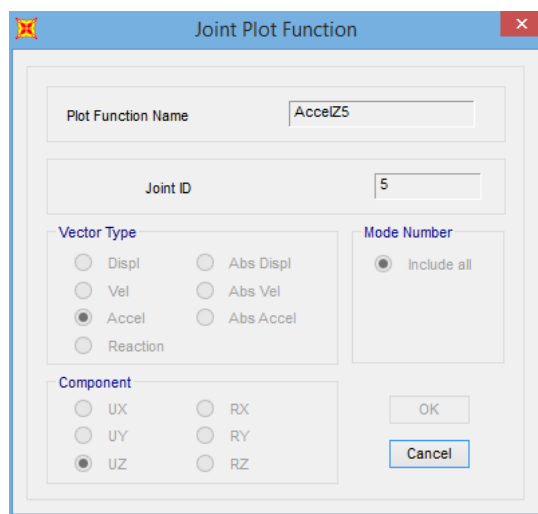 Joint Plot Function
Plot Function Name AccelZ5
Joint ID 5
Vector Type
Displ Abs Displ
Vel Abs Vel
Accel Abs Accel
Reaction
Mode Number
Include all
Component
UX RX
UY RY
UZ RZ
OK
Cancel